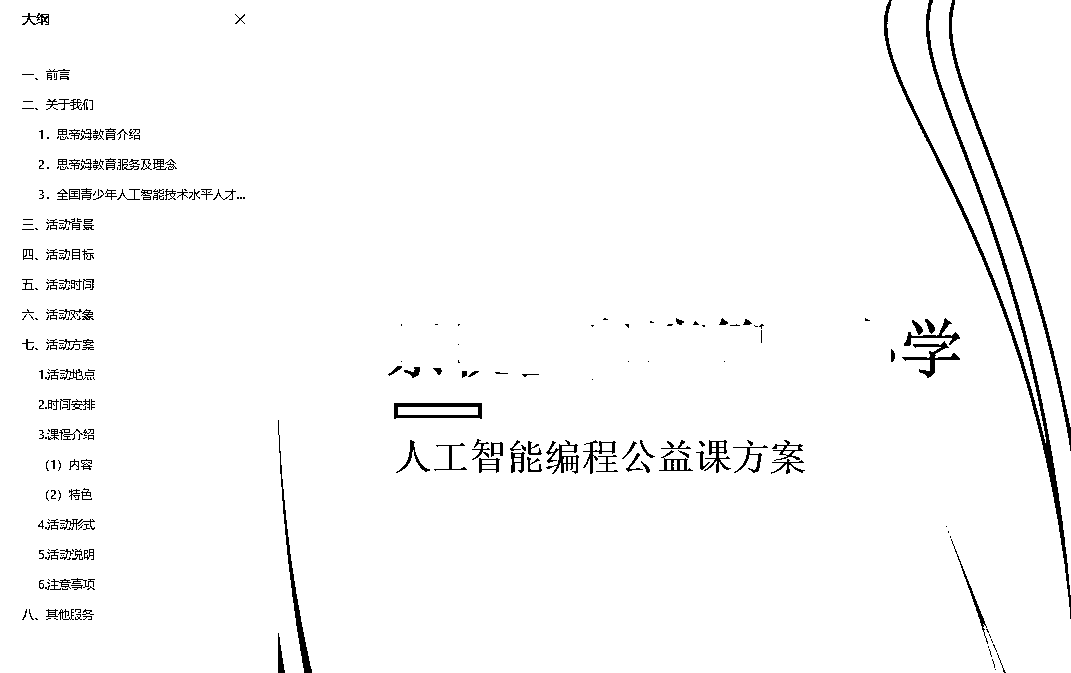 大纲
一、前言
二、关于我们
1. 思帝姆教育介绍
2. 思帝姆教育服务及理念
3. 全国青少年人工智能技术水平人才...
三、活动背景
四、活动目标
五、活动时间
六、活动对象
七、活动方案
1.活动地点
2.时间安排
3.课程介绍
（1）内容
（2）特色
4.活动形式
5.活动说明
6.注意事项
八、其他服务
学
人工智能编程公益课方案